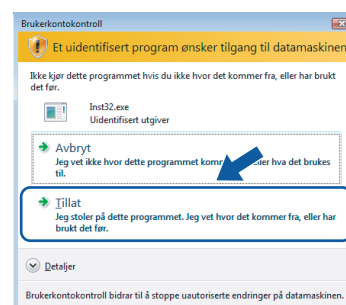 Brukerkontokontroll
Et uidentifisert program ønsker tilgang til datamaskinen
Ikke kjør dette programmet hvis du ikke hvor det kommer fra, eller har brukt
det før.
Inst32.exe
Uidentifisert utgiver
Avbryt
Jeg vet ikke hvor dette programmet kom eller hva det brukes
til.
Tillat
Jeg stoler på dette programmet. Jeg vet hvor det kommer fra, eller har
brukt det før.
Detaljer
Brukerkontokontroll bidrar til å stoppe uautoriserte endringer på datamaskinen.